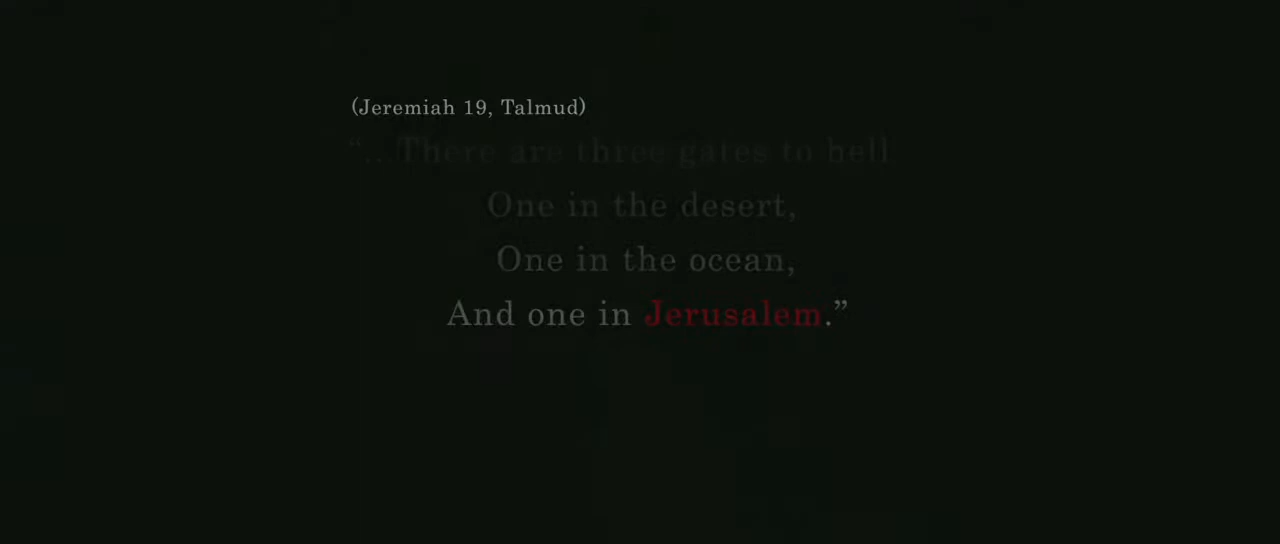 (Jeremiah 19, Talmud)
“...There are three gates to hell
One in the desert,
One in the ocean,
And one in Jerusalem.”